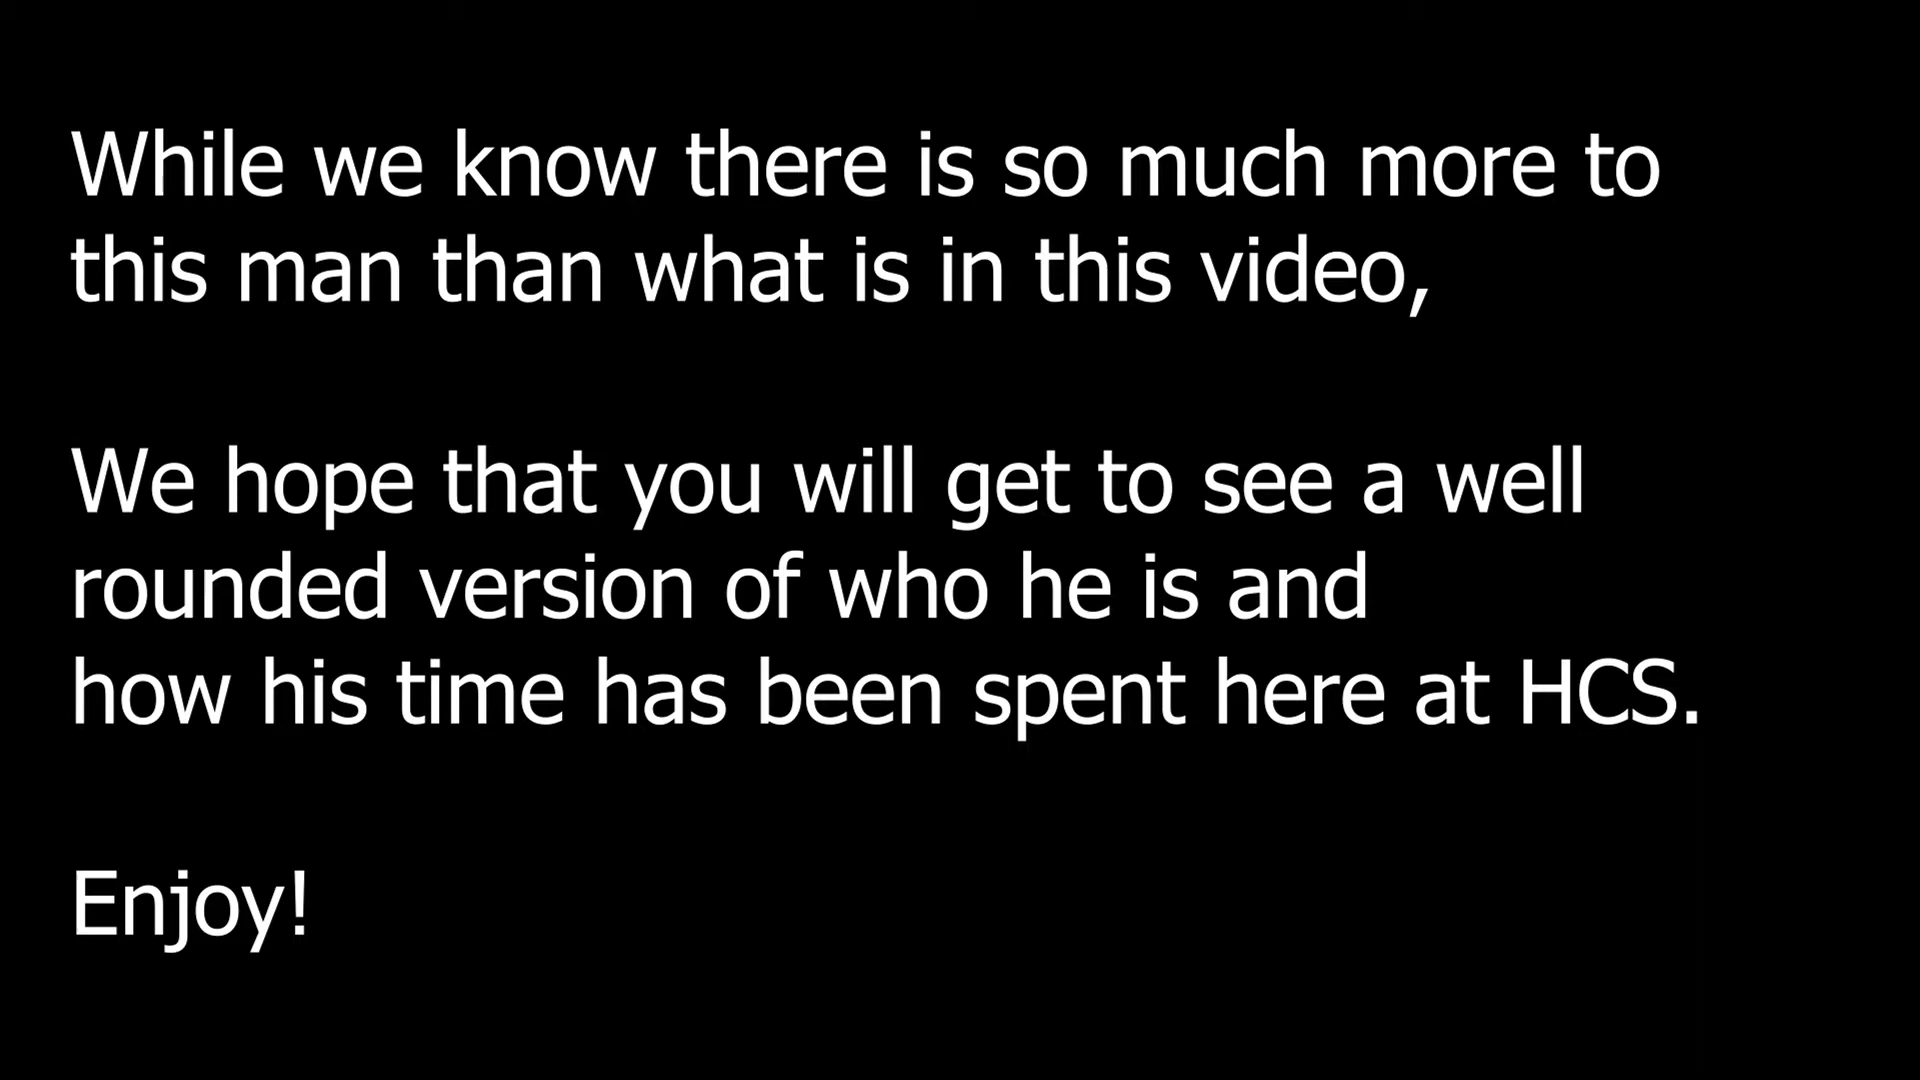 While we know there is so much more to
this man than what is in this video,
We hope that you will get to see a well
rounded version of who he is and
how his time has been spent here at HCS.
Enjoy!